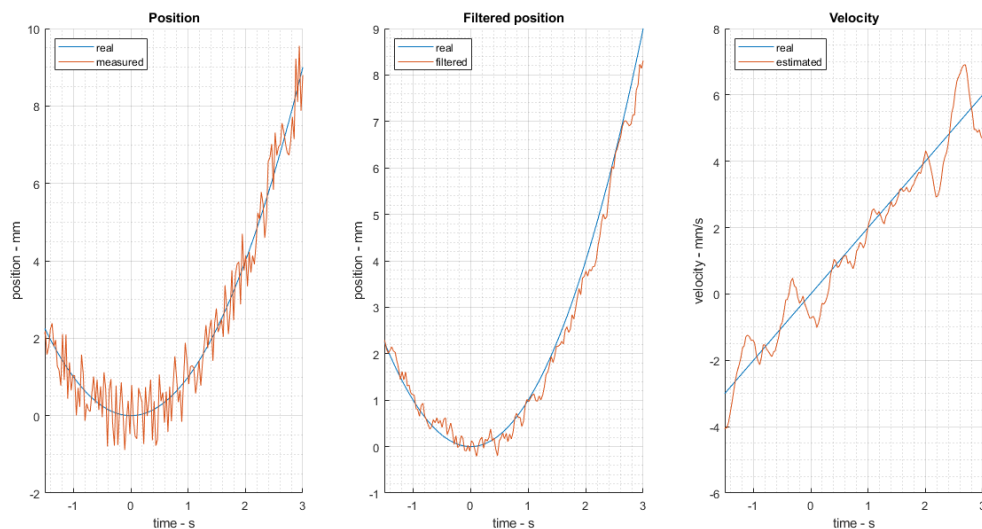 Position
real
measured
position - mm
10
8
6
4
2
0
-2
-1
0
1
2
3
time - s
Filtered position
real
filtered
position - mm
9
8
7
6
5
4
3
2
1
0
-1
-1
0
1
2
3
time - s
Velocity
real
estimated
velocity - mm/s
8
6
4
2
0
-2
-4
-6
-1
0
1
2
3
time - s